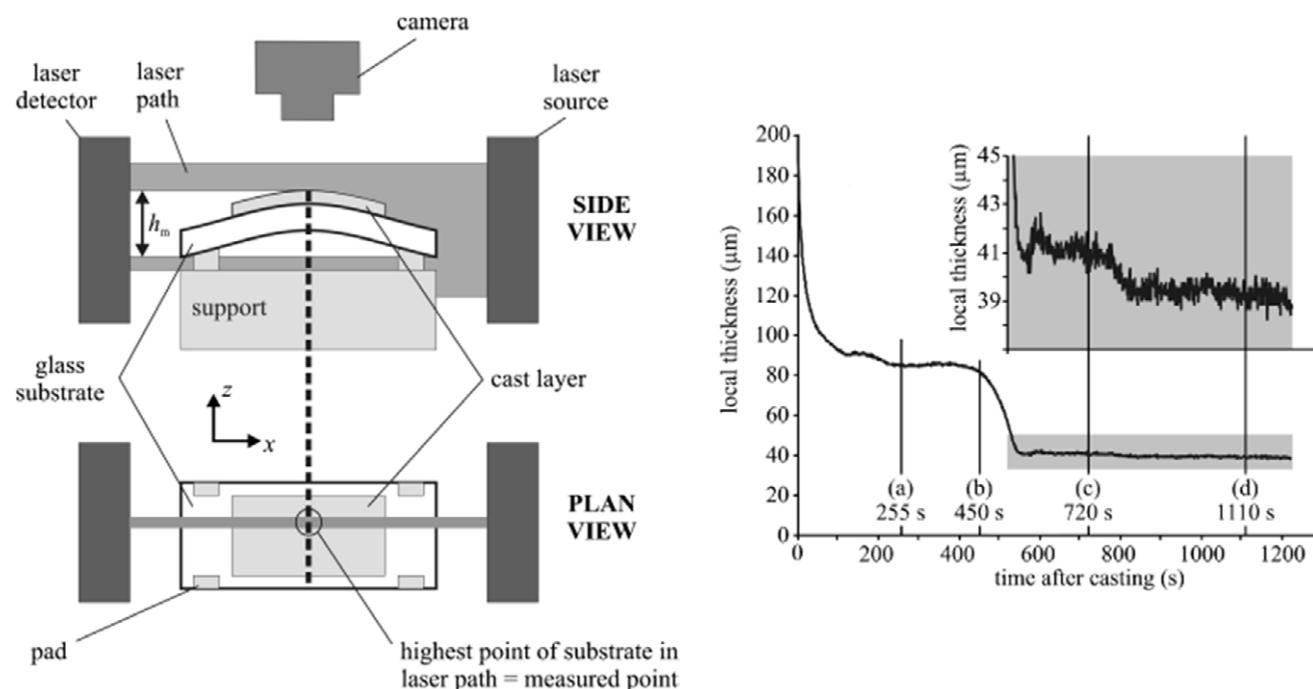 camera
laser
detector
laser
path
laser
source
SIDE
VIEW
hm
support
glass
substrate
cast layer
z
x
PLAN
VIEW
pad
highest point of substrate in
laser path = measured point
local thickness (μm)
200
180
160
140
120
100
80
60
40
20
0
0
200
400
600
800
1000
1200
time after casting (s)
(a)
255 s
(b)
450 s
(c)
720 s
(d)
1110 s
local thickness (μm)
45
43
41
39